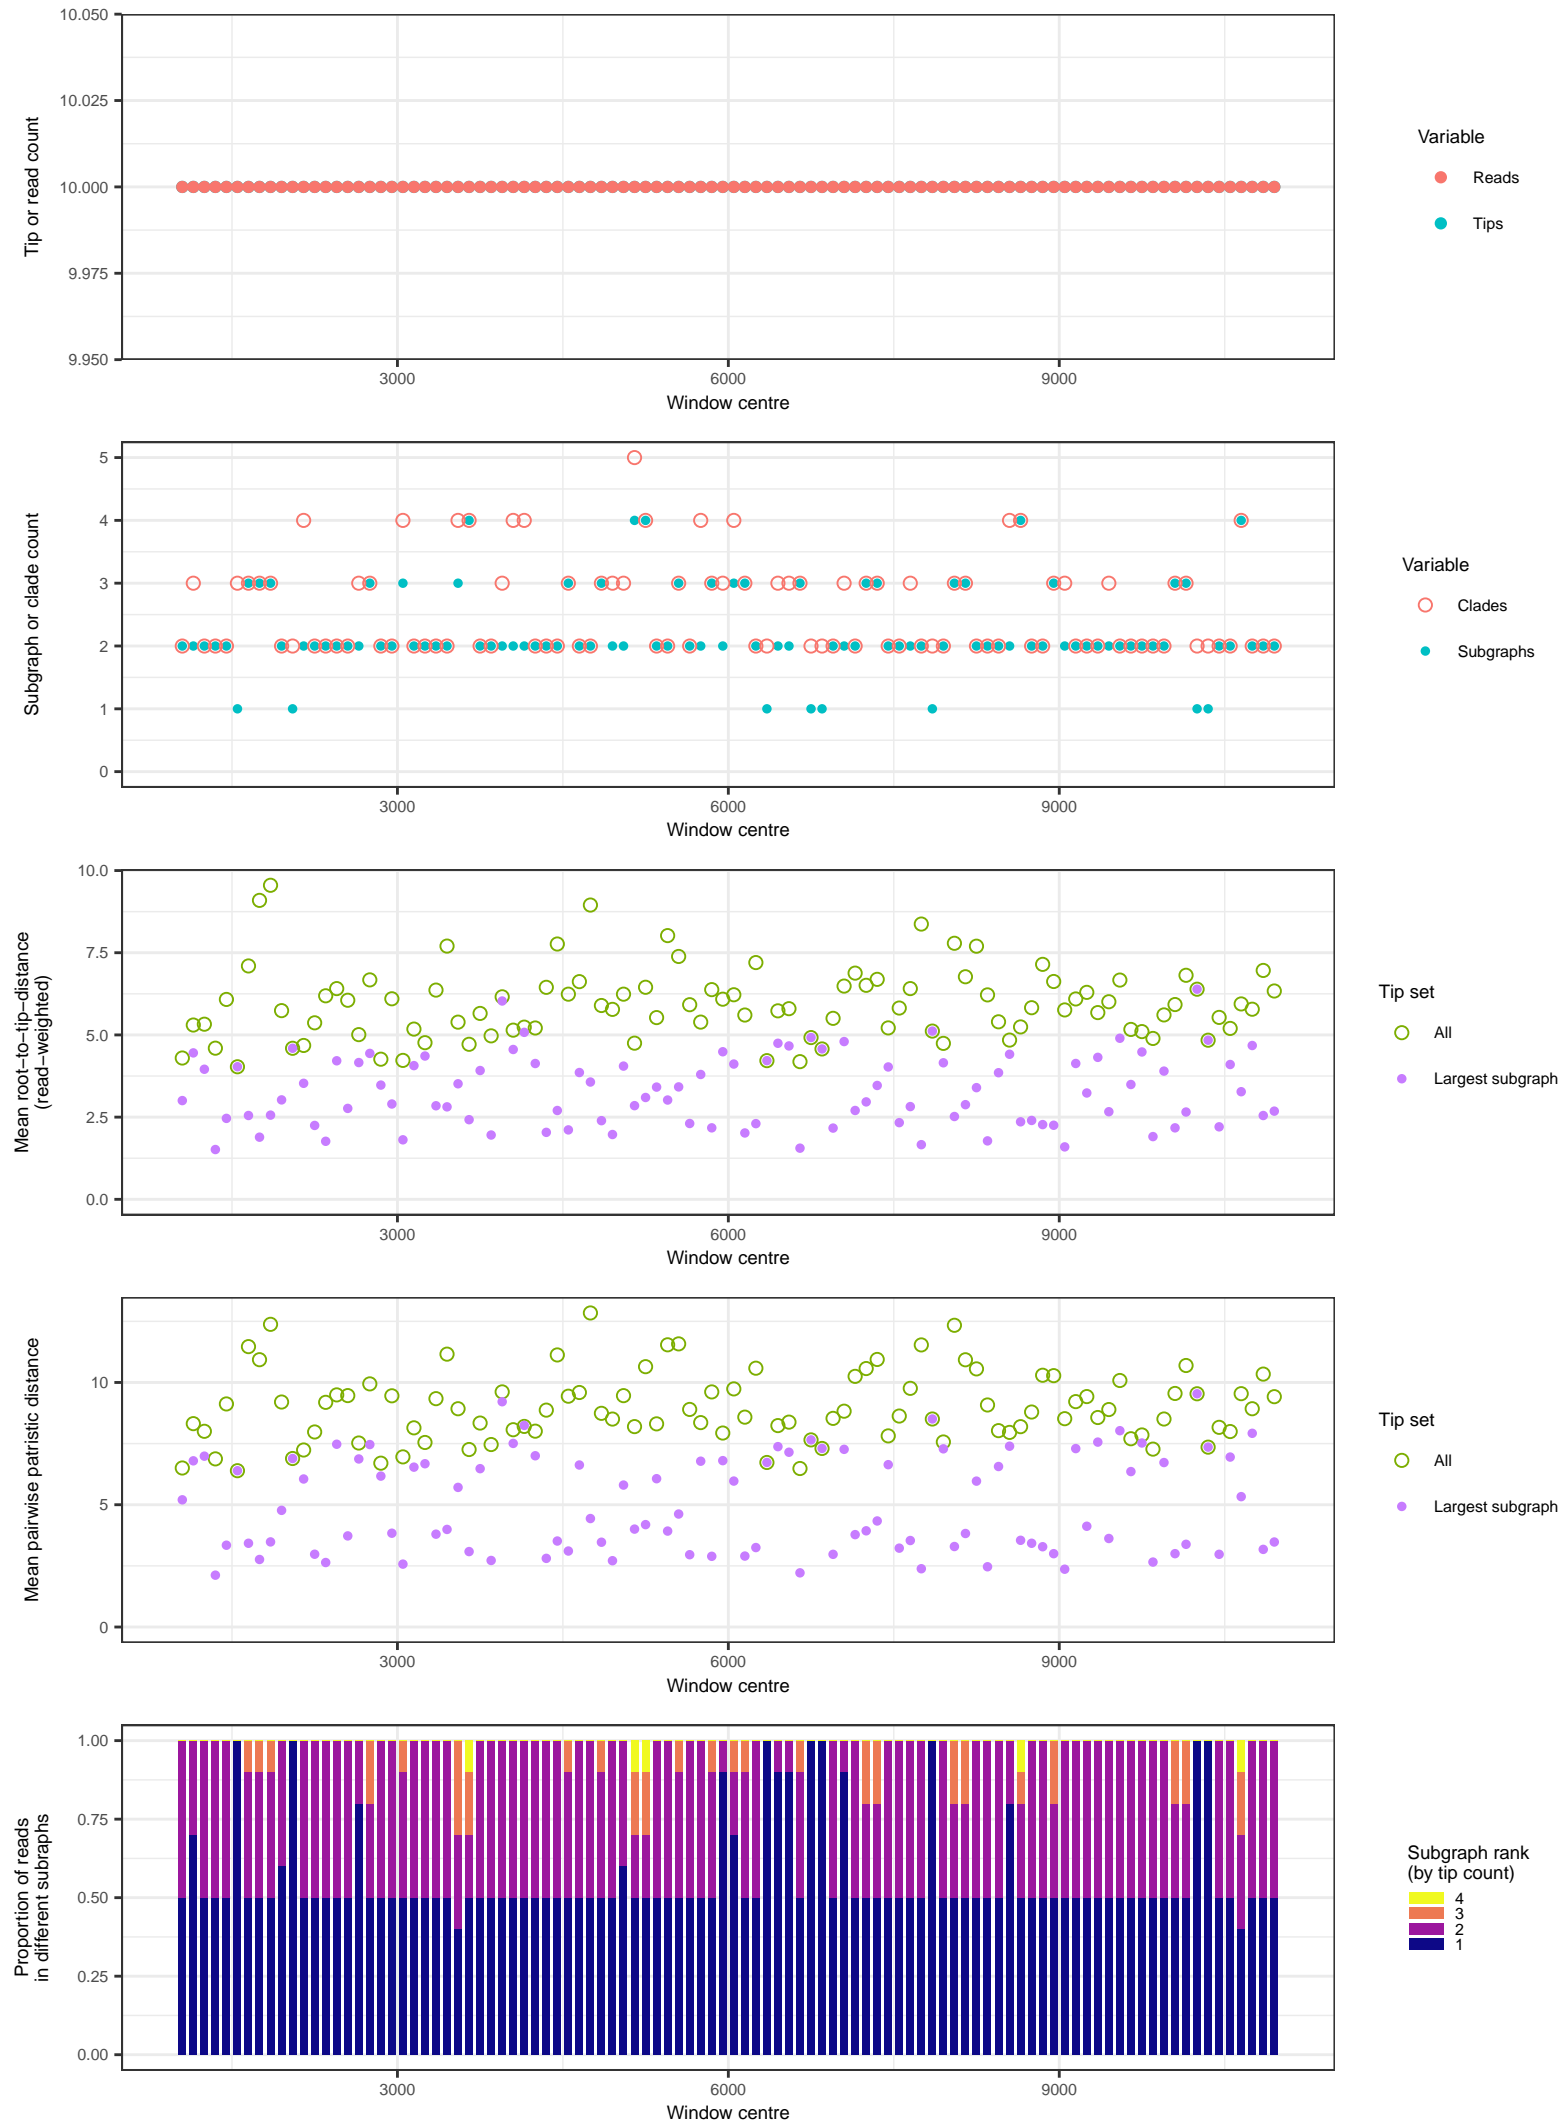 10.050
10.025
10.000
9.975
9.950
Tip or read count
3000 6000 9000
Window centre
Variable
Reads
Tips
5
4
3
2
1
0
Subgraph or clade count
3000 6000 9000
Window centre
Variable
Clades
Subgraphs
10.0
7.5
5.0
2.5
0.0
Mean root−to−tip−distance
(read−weighted)
3000 6000 9000
Window centre
Tip set
All
Largest subgraph
10
5
0
Mean pairwise patristic distance
3000 6000 9000
Window centre
Tip set
All
Largest subgraph
1.00
0.75
0.50
0.25
0.00
Proportion of reads
in different subraphs
3000 6000 9000
Window centre
Subgraph rank
(by tip count)
4
3
2
1